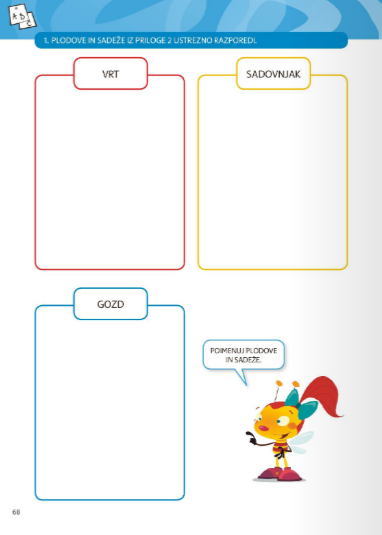 A B C
1. PLODOVE IN SADEŽE IZ PRILOGE 2 USTREZNO RAZPOREDI.
VRT
SADOVNJAK
GOZD
POIMENUJ PLODOVE
IN SADEŽE.
68